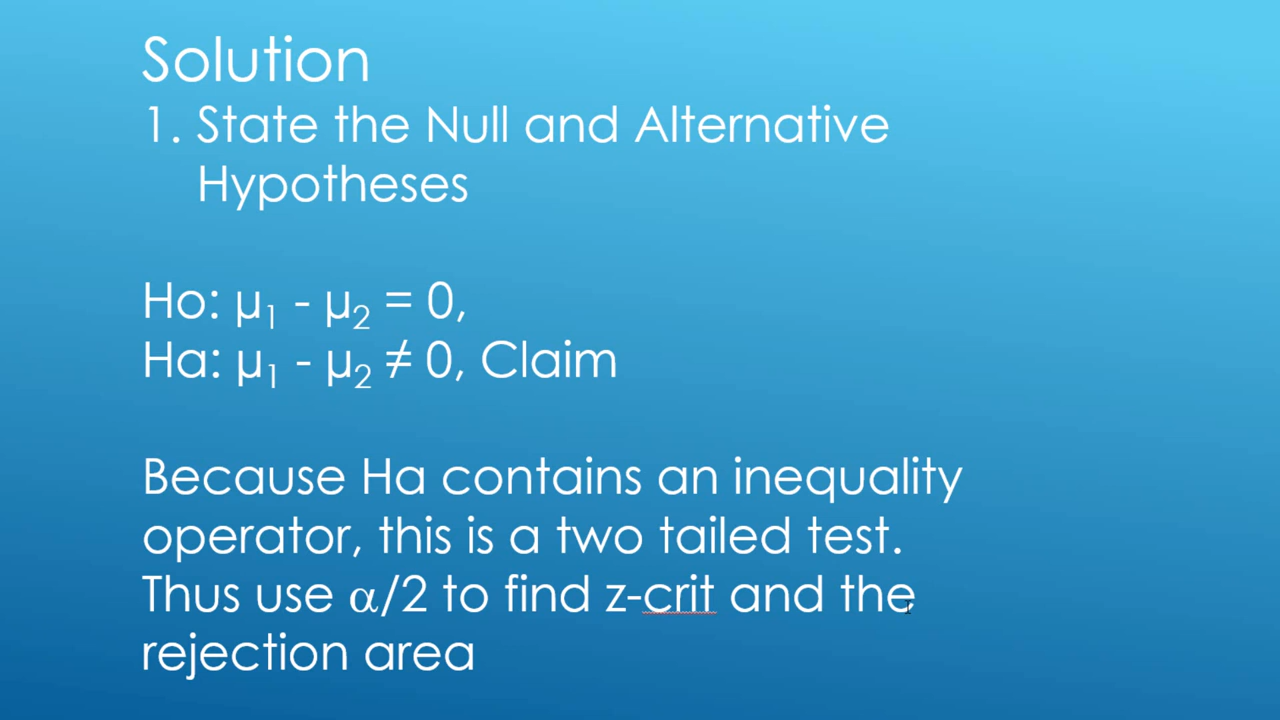 Solution
1. State the Null and Alternative
Hypotheses
Ho: μ₁ - μ₂ = 0,
Ha: μ₁ - μ₂ ≠ 0, Claim
Because Ha contains an inequality
operator, this is a two tailed test.
Thus use α/2 to find z-crit and the
rejection area